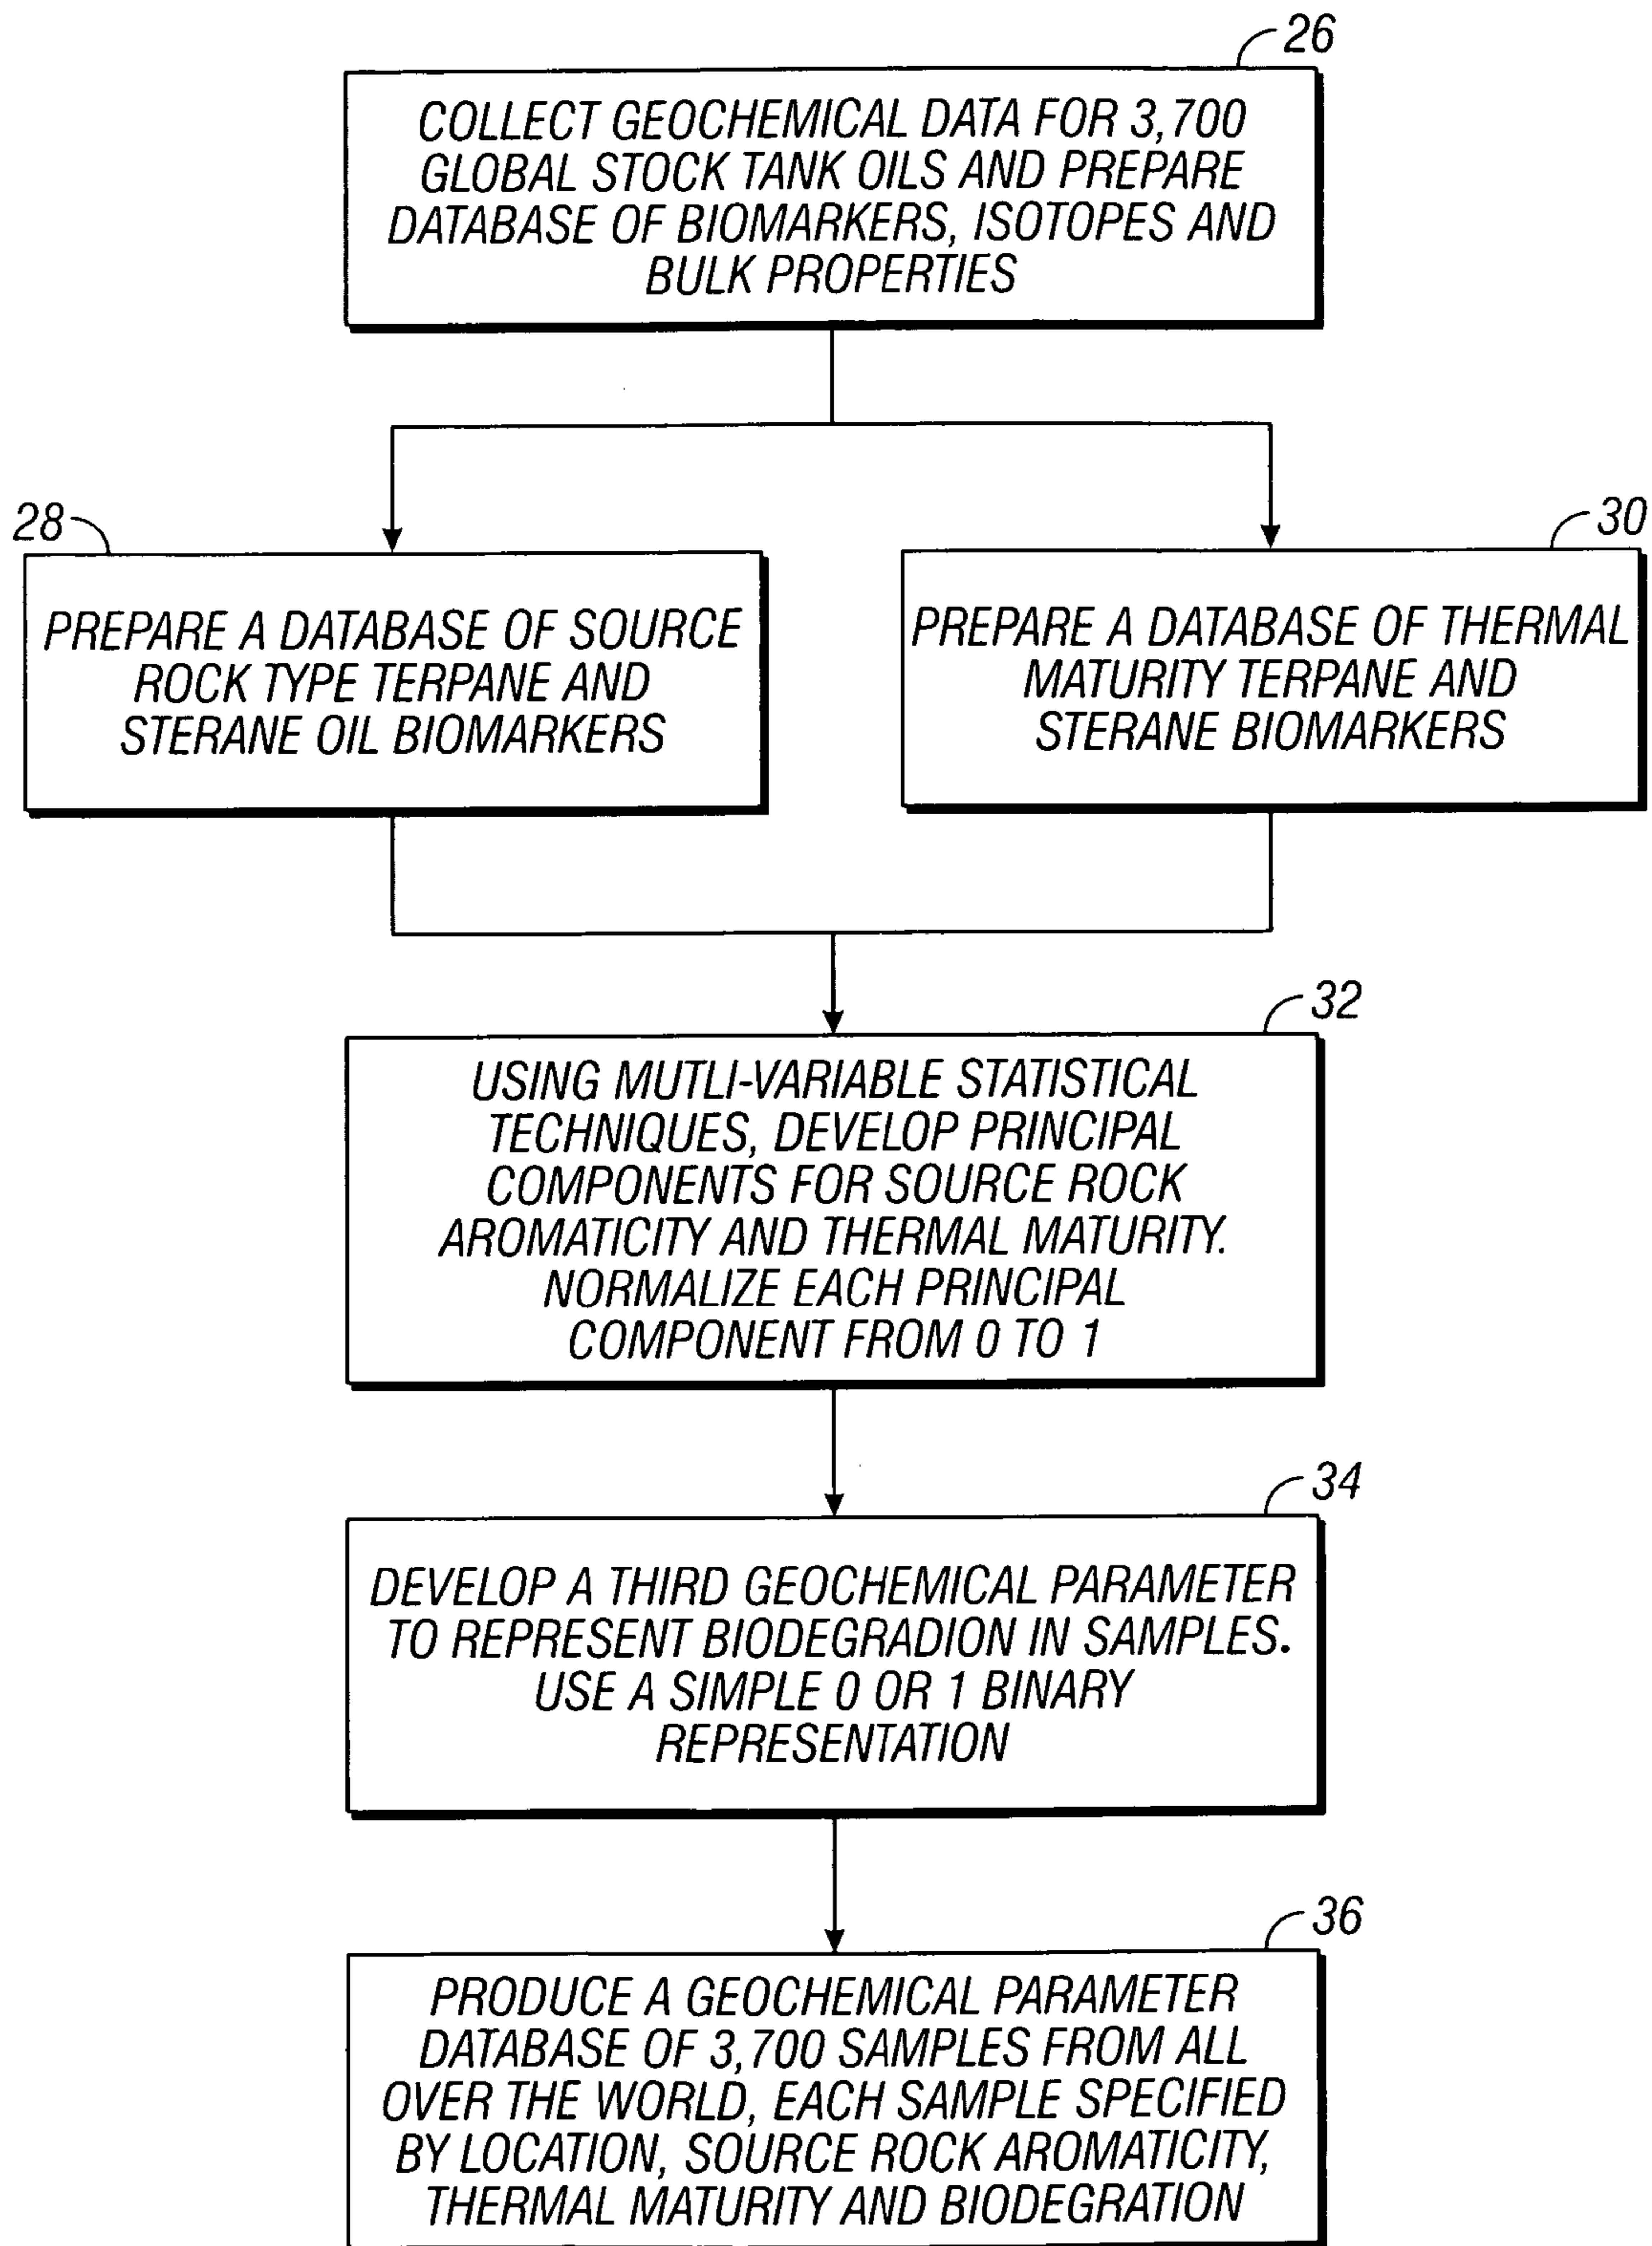 26
COLLECT GEOCHEMICAL DATA FOR 3,700
GLOBAL STOCK TANK OILS AND PREPARE
DATABASE OF BIOMARKERS, ISOTOPES AND
BULK PROPERTIES
28
PREPARE A DATABASE OF SOURCE
ROCK TYPE TERPANE AND
STERANE OIL BIOMARKERS
30
PREPARE A DATABASE OF THERMAL
MATURITY TERPANE AND
STERANE BIOMARKERS
32
USING MUTLI-VARIABLE STATISTICAL
TECHNIQUES, DEVELOP PRINCIPAL
COMPONENTS FOR SOURCE ROCK
AROMATICITY AND THERMAL MATURITY.
NORMALIZE EACH PRINCIPAL
COMPONENT FROM 0 TO 1
34
DEVELOP A THIRD GEOCHEMICAL PARAMETER
TO REPRESENT BIODEGRADION IN SAMPLES.
USE A SIMPLE 0 OR 1 BINARY
REPRESENTATION
36
PRODUCE A GEOCHEMICAL PARAMETER
DATABASE OF 3,700 SAMPLES FROM ALL
OVER THE WORLD, EACH SAMPLE SPECIFIED
BY LOCATION, SOURCE ROCK AROMATICITY,
THERMAL MATURITY AND BIODEGRATION